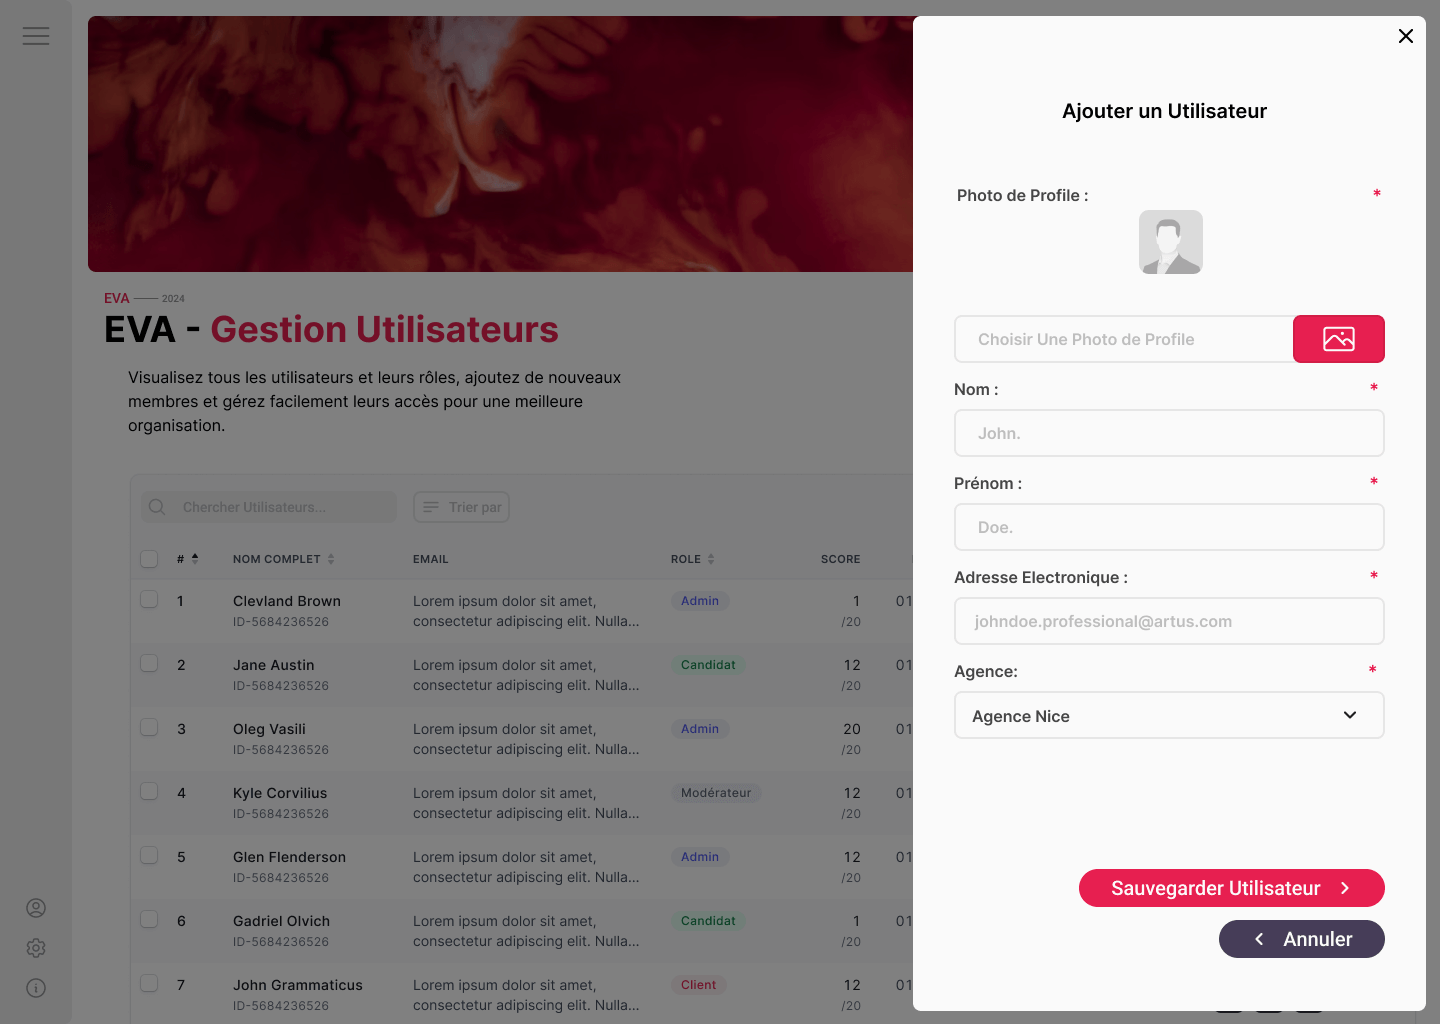 EVA 2024
EVA - Gestion Utilisateurs
Visualisez tous les utilisateurs et leurs rôles, ajoutez de nouveaux
membres et gérez facilement leurs accès pour une meilleure
organisation.
Chercher Utilisateurs...
Trier par
# NOM COMPLET EMAIL ROLE SCORE
1 Clevland Brown Lorem ipsum dolor sit amet, Admin 1 01
ID-5684236526 consectetur adipiscing elit. Nulla... /20
2 Jane Austin Lorem ipsum dolor sit amet, Candidat 12 01
ID-5684236526 consectetur adipiscing elit. Nulla... /20
3 Oleg Vasili Lorem ipsum dolor sit amet, Admin 20 01
ID-5684236526 consectetur adipiscing elit. Nulla... /20
4 Kyle Corvilius Lorem ipsum dolor sit amet, Modérateur 12 01
ID-5684236526 consectetur adipiscing elit. Nulla... /20
5 Glen Flenderson Lorem ipsum dolor sit amet, Admin 12 01
ID-5684236526 consectetur adipiscing elit. Nulla... /20
6 Gadriel Olvich Lorem ipsum dolor sit amet, Candidat 1 01
ID-5684236526 consectetur adipiscing elit. Nulla... /20
7 John Grammaticus Lorem ipsum dolor sit amet, Client 12 01
ID-5684236526 consectetur adipiscing elit. Nulla... /20
Ajouter un Utilisateur
Photo de Profile : *
Choisir Une Photo de Profile
Nom : *
John.
Prénom : *
Doe.
Adresse Electronique : *
johndoe.professional@artus.com
Agence: *
Agence Nice
Sauvegarder Utilisateur
Annuler